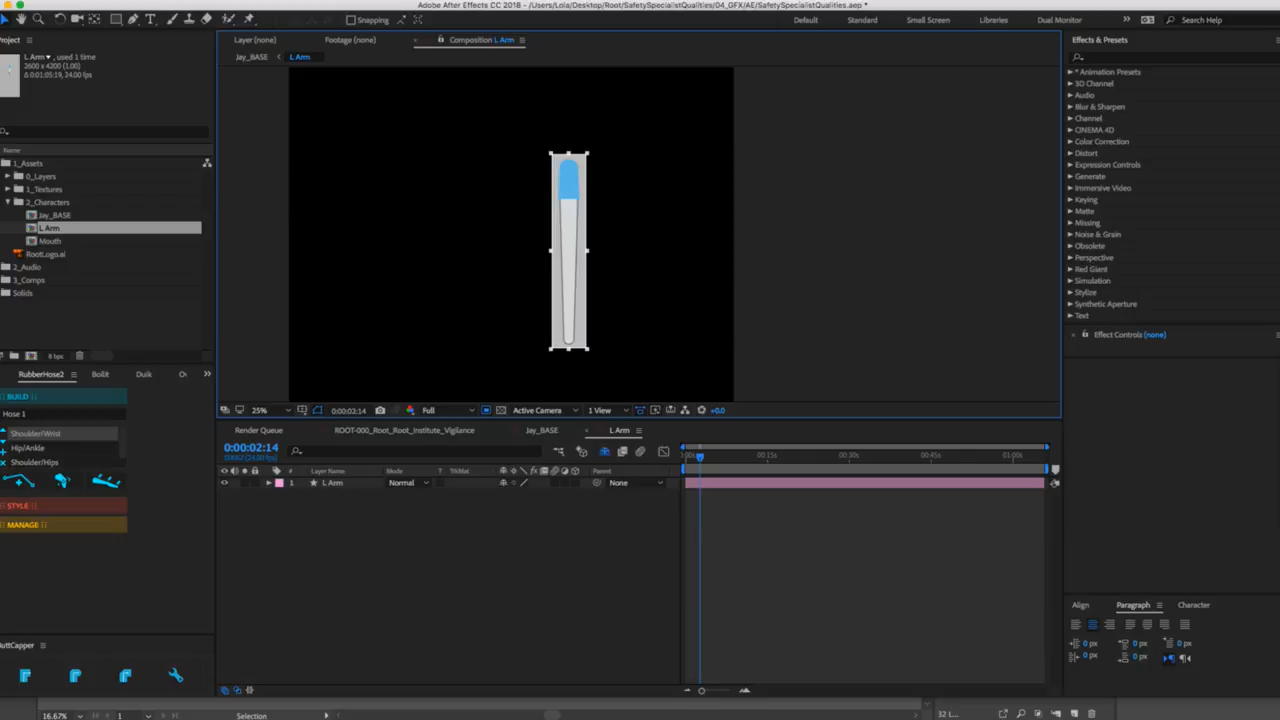 Adobe After Effects CC 2018 - /Users/Lola/Desktop/Root/SafetySpecialistQualities/04_GFX/AE/SafetySpecialistQualities.aep *
Snapping
Default
Standard
Small Screen
Libraries
Dual Monitor
Search Help
Project
Layer (none)
Footage (none)
Composition L Arm
Effects & Presets
L Arm , used 1 time
2600 x 4200 (1.00)
Δ 0:01:05:19, 24.00 fps
Jay_BASE
L Arm
Name
1_Assets
0_Layers
1_Textures
2_Characters
Jay_BASE
L Arm
Mouth
RootLogo.ai
2_Audio
3_Comps
Solids
* Animation Presets
3D Channel
Audio
Blur & Sharpen
Channel
CINEMA 4D
Color Correction
Distort
Expression Controls
Generate
Immersive Video
Keying
Matte
Missing
Noise & Grain
Obsolete
Perspective
Red Giant
Simulation
Stylize
Synthetic Aperture
Text
Effect Controls (none)
8 bpc
RubberHose2
BoIIt
Duik
BUILD
Hose 1
Shoulder/Wrist
Hip/Ankle
Shoulder/Hips
STYLE
MANAGE
25%
0:00:02:14
Full
Active Camera
1 View
+0.0
Render Queue
ROOT-000_Root_Root_Institute_Vigilance
Jay_BASE
L Arm
0:00:02:14
:00s
00:15s
00:30s
00:45s
01:00s
#
Layer Name
Mode
T
TrkMat
Parent
1
L Arm
Normal
None
ButtCapper
Align
Paragraph
Character
0 px
0 px
0 px
0 px
0 px
16.67%
1
Selection
32 L...